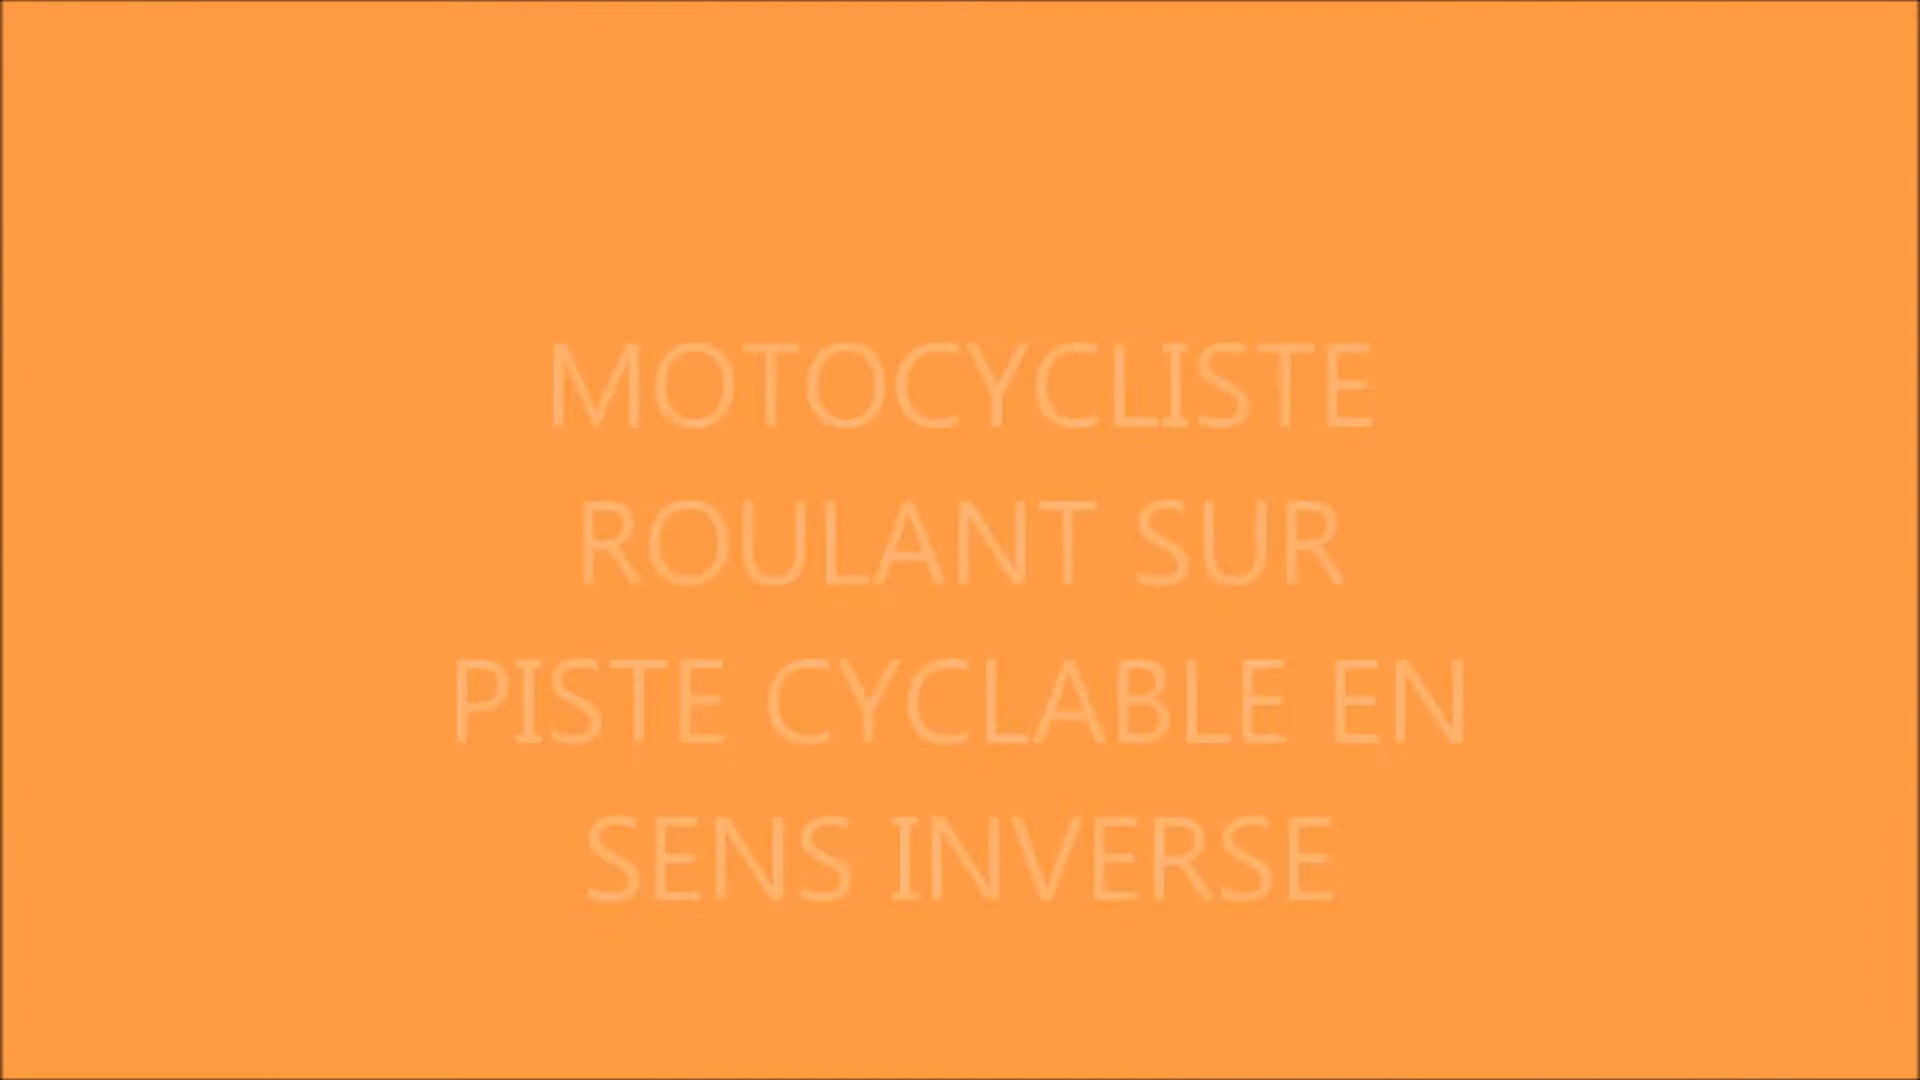 MOTOCYCLISTE
ROULANT SUR
PISTE CYCLABLE EN
SENS INVERSE